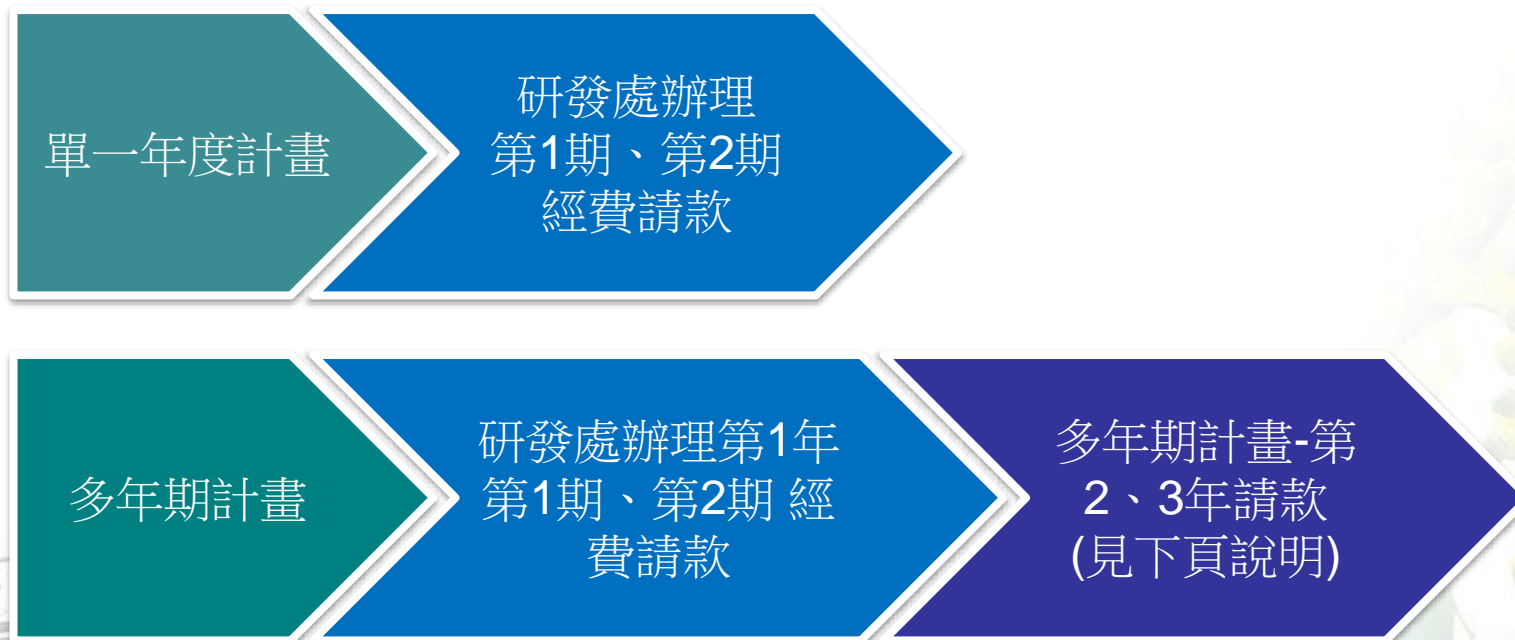 單一年度計畫
研發處辦理
第1期、第2期
經費請款
多年期計畫
研發處辦理第1年
第1期、第2期 經
費請款
多年期計畫-第
2、3年請款
(見下頁說明)